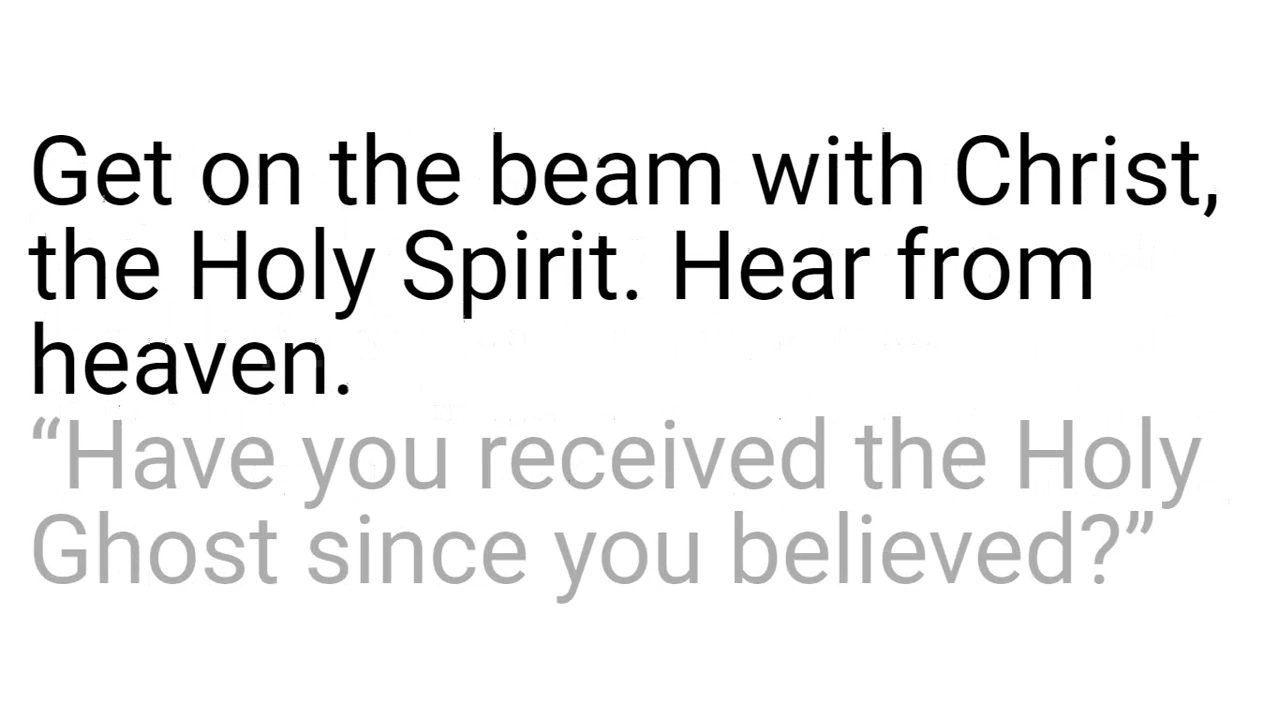 Get on the beam with Christ,
the Holy Spirit. Hear from
heaven.
“Have you received the Holy
Ghost since you believed?”